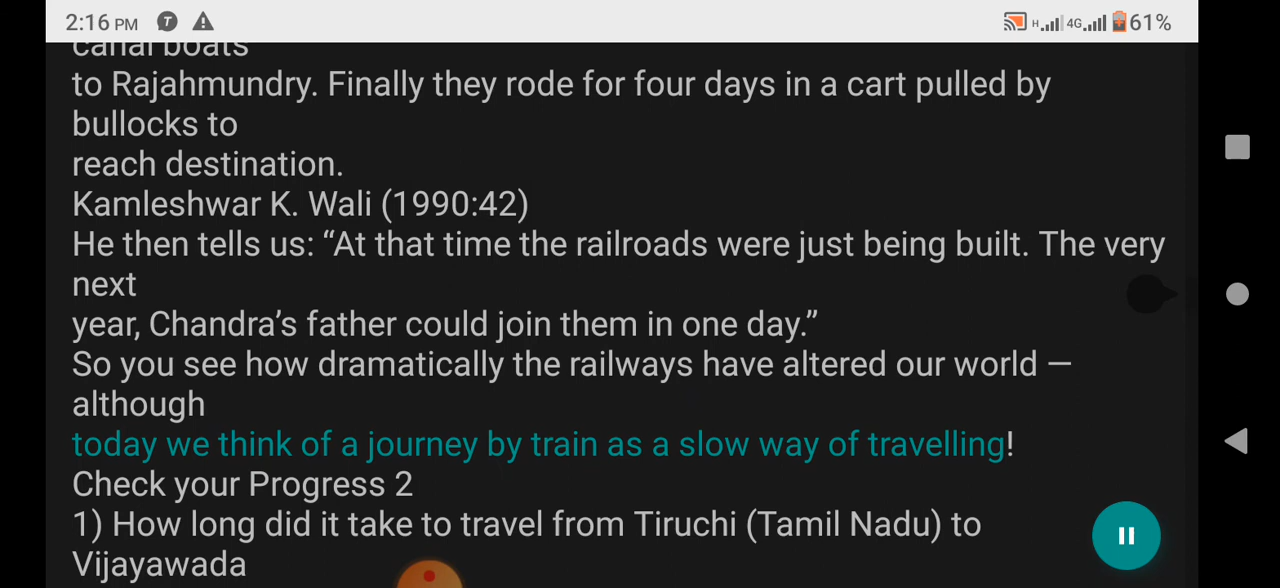 2:16 PM
H 4G 61%
canal boats
to Rajahmundry. Finally they rode for four days in a cart pulled by
bullocks to
reach destination.
Kamleshwar K. Wali (1990:42)
He then tells us: “At that time the railroads were just being built. The very
next
year, Chandra’s father could join them in one day.”
So you see how dramatically the railways have altered our world —
although
today we think of a journey by train as a slow way of travelling!
Check your Progress 2
1) How long did it take to travel from Tiruchi (Tamil Nadu) to
Vijayawada